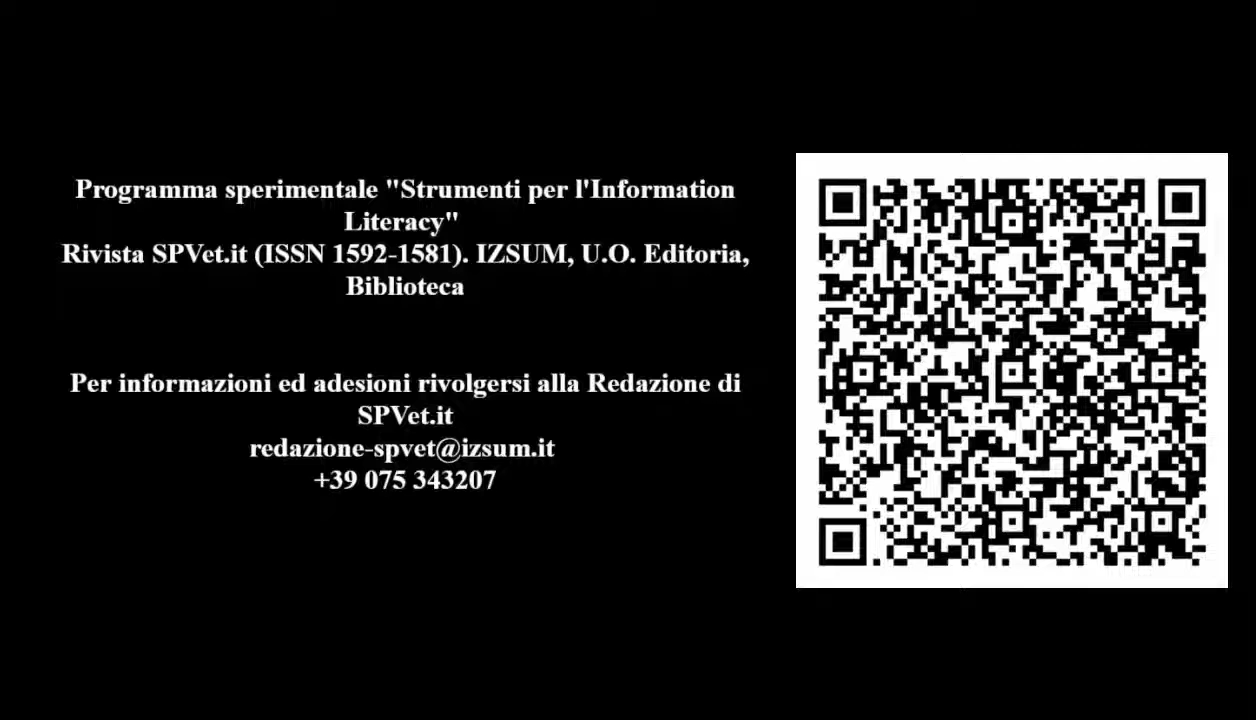 Programma sperimentale "Strumenti per l'Information
Literacy"
Rivista SPVet.it (ISSN 1592-1581). IZSUM, U.O. Editoria,
Biblioteca
Per informazioni ed adesioni rivolgersi alla Redazione di
SPVet.it
redazione-spvet@izsum.it
+39 075 343207